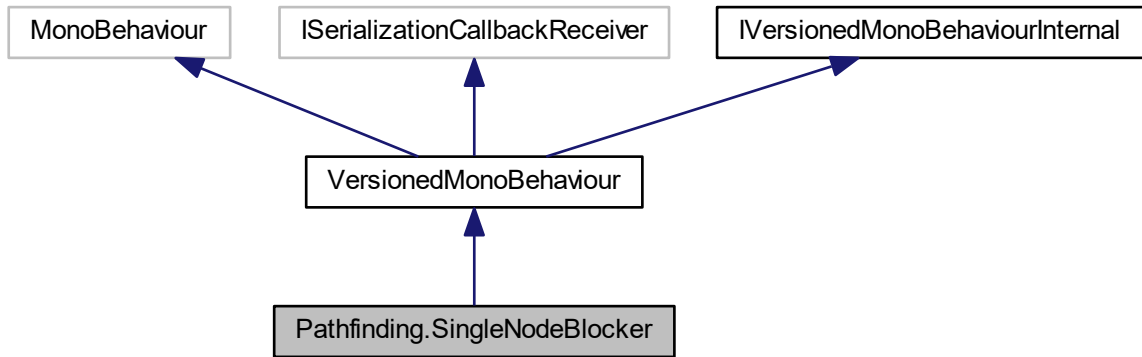 MonoBehaviour
ISerializationCallbackReceiver
IVersionedMonoBehaviourInternal
VersionedMonoBehaviour
Pathfinding.SingleNodeBlocker